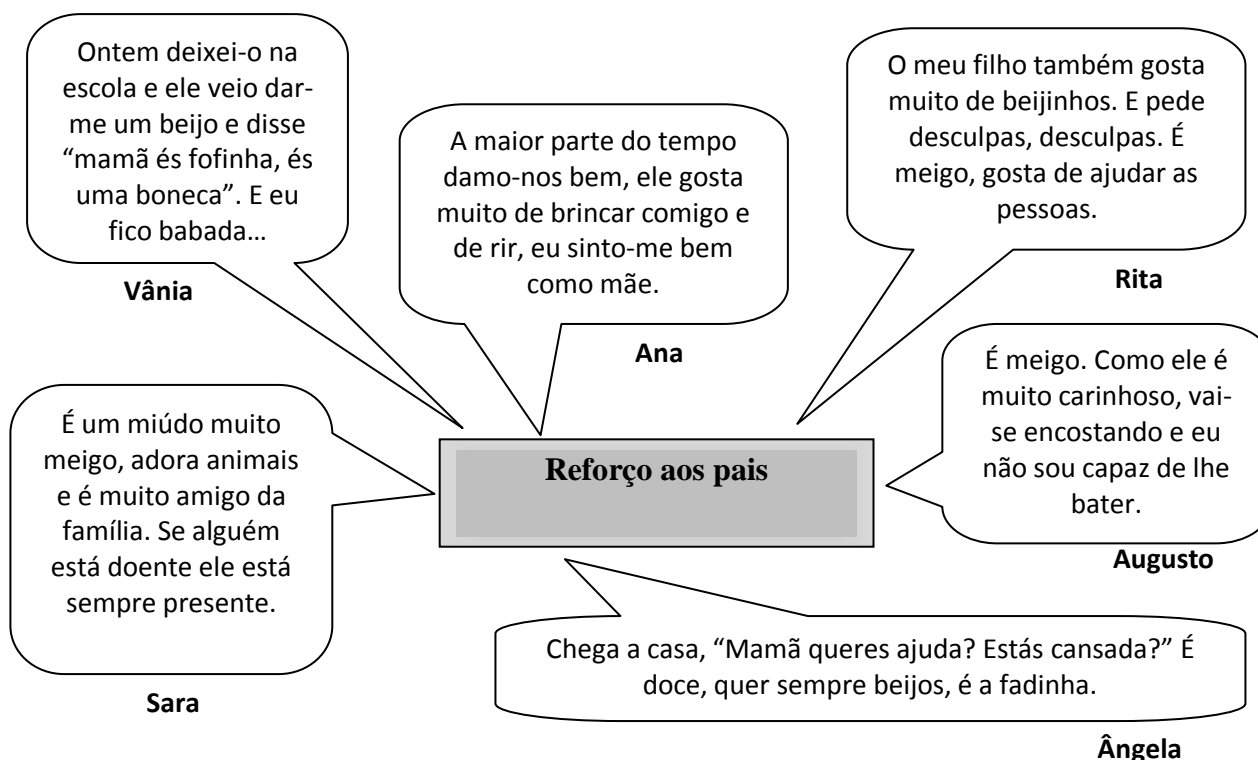 Ontem deixei-o na
escola e ele veio dar-
me um beijo e disse
“mamã és fofinha, és
uma boneca”. E eu
fico babada…
Vânia
A maior parte do tempo
damo-nos bem, ele gosta
muito de brincar comigo e
de rir, eu sinto-me bem
como mãe.
Ana
O meu filho também gosta
muito de beijinhos. E pede
desculpas, desculpas. É
meigo, gosta de ajudar as
pessoas.
Rita
É um miúdo muito
meigo, adora animais
e é muito amigo da
família. Se alguém
está doente ele está
sempre presente.
Sara
Reforço aos pais
É meigo. Como ele é
muito carinhoso, vai-
se encostando e eu
não sou capaz de lhe
bater.
Augusto
Chega a casa, “Mamã queres ajuda? Estás cansada?” É
doce, quer sempre beijos, é a fadinha.
Ângela